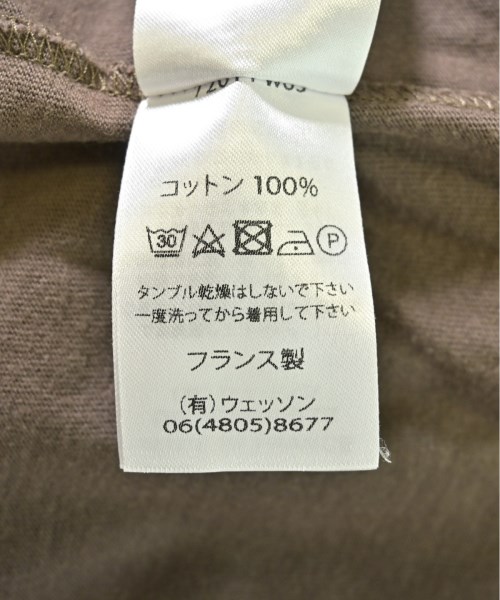 コットン 100%
30 P
タンブル乾燥はしないで下さい
一度洗ってから着用して下さい
フランス製
(有)ウェッソン
06(4805)8677